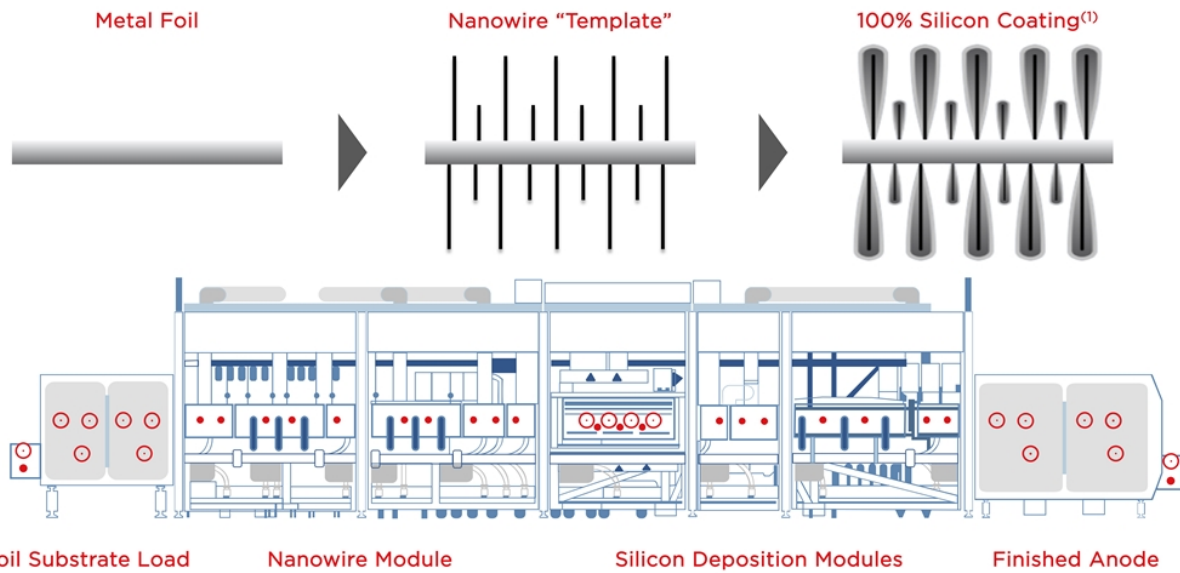 Metal Foil
Nanowire “Template”
100% Silicon Coating(1)
oil Substrate Load
Nanowire Module
Silicon Deposition Modules
Finished Anode